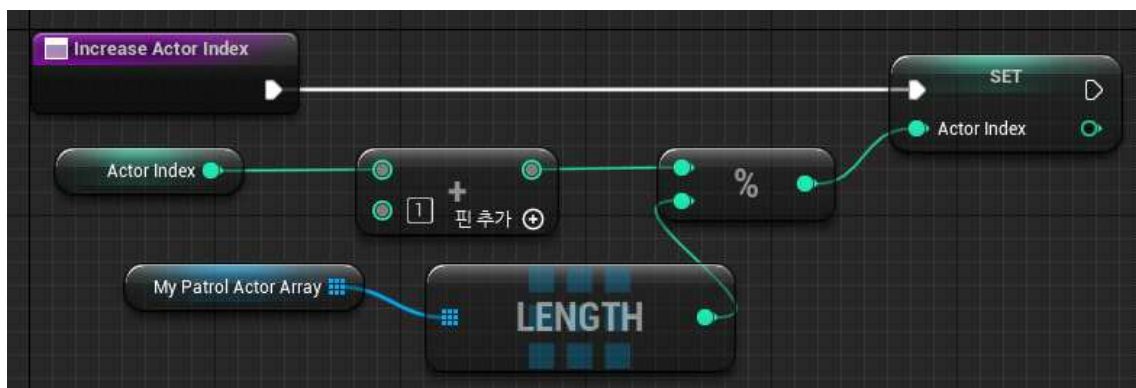 Increase Actor Index
SET
Actor Index
Actor Index
+
1
핀 추가
%
My Patrol Actor Array
LENGTH